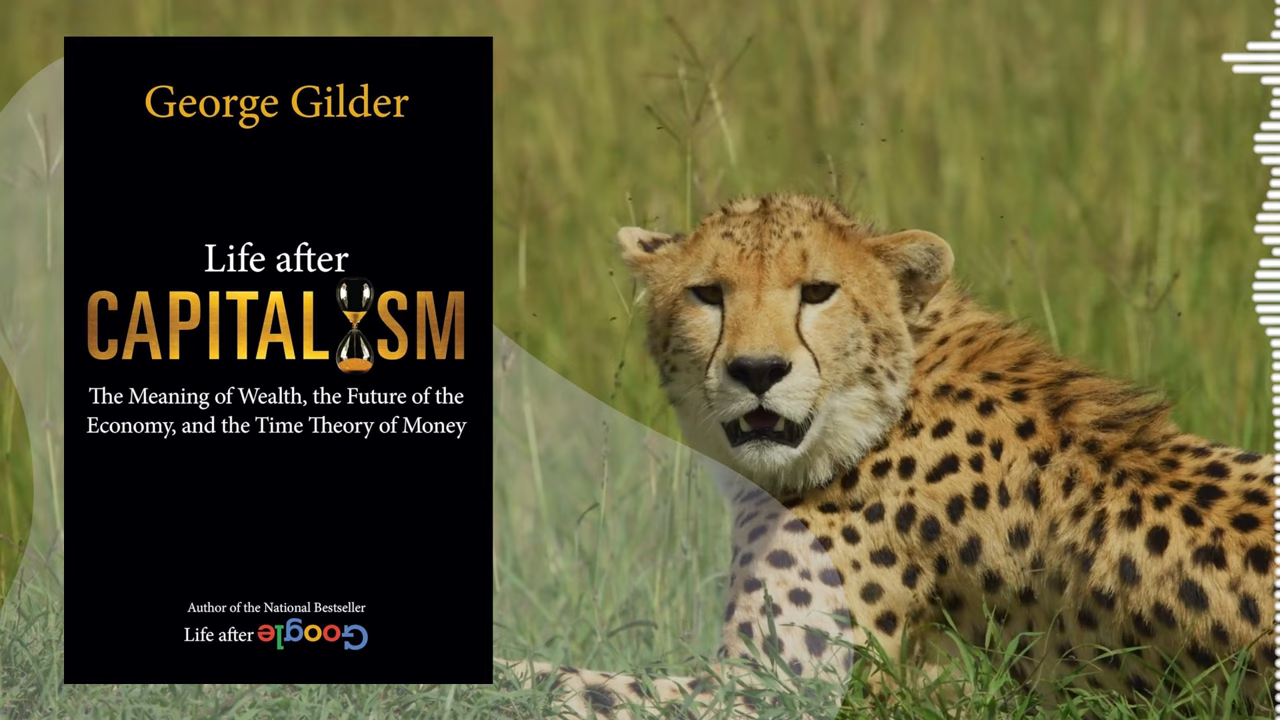 George Gilder
Life after
CAPITALISM
The Meaning of Wealth, the Future of the
Economy, and the Time Theory of Money
Author of the National Bestseller
Life after Google